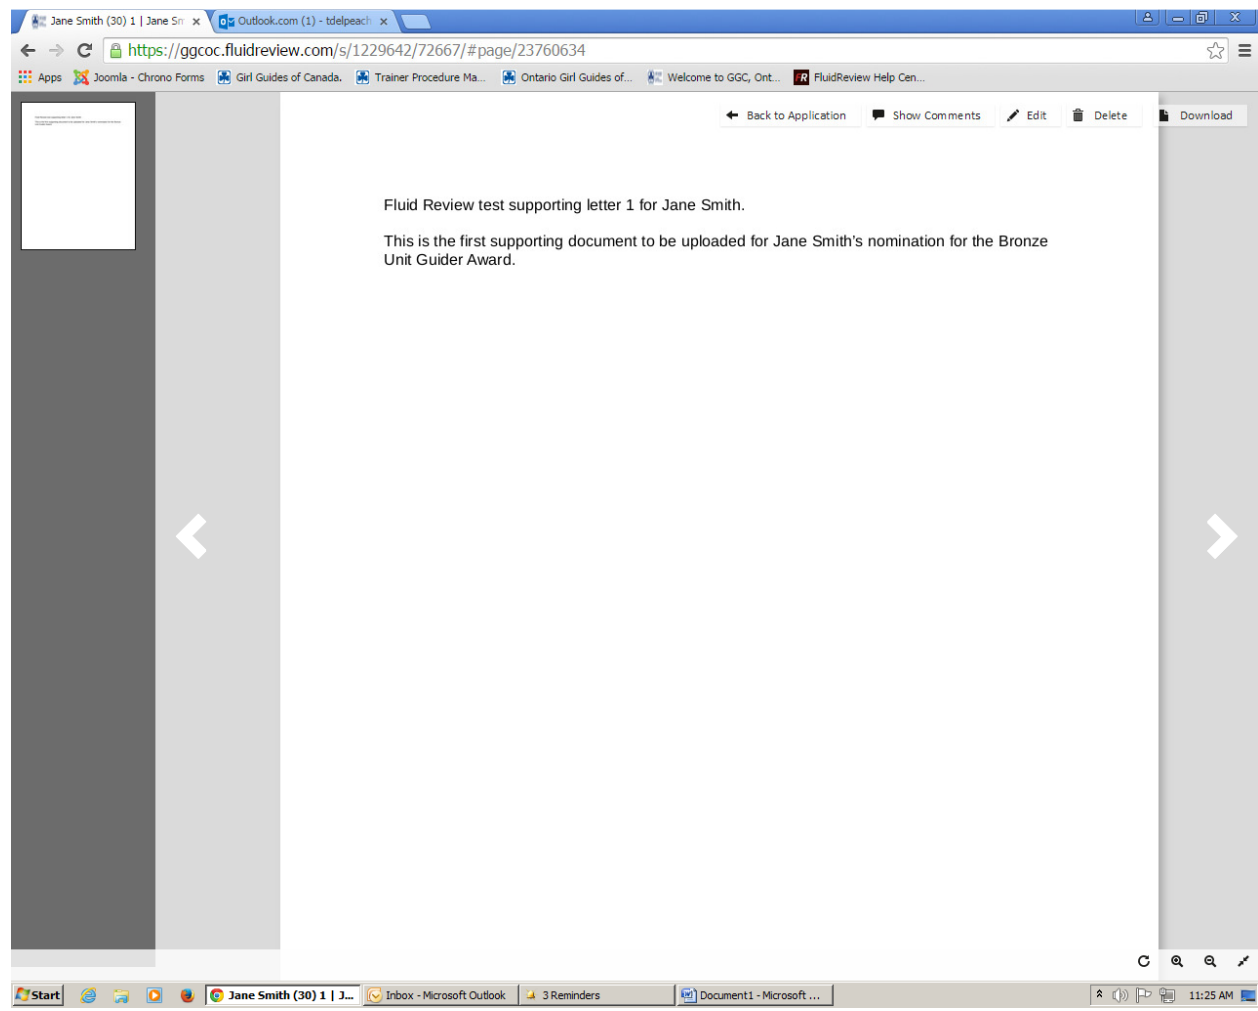 Jane Smith (30) 1 | Jane Sm
Outlook.com (1) - tdelpeach
https://ggcoc.fluidreview.com/s/1229642/72667/#page/23760634
Apps Joomla - Chrono Forms Girl Guides of Canada. Trainer Procedure Ma... Ontario Girl Guides of... Welcome to GGC, Ont... FR FluidReview Help Cen...
Back to Application Show Comments Edit Delete Download
Fluid Review test supporting letter 1 for Jane Smith.
This is the first supporting document to be uploaded for Jane Smith's nomination for the Bronze
Unit Guider Award.
Start Jane Smith (30) 1 | J... Inbox - Microsoft Outlook 3 Reminders Document1 - Microsoft ... 11:25 AM